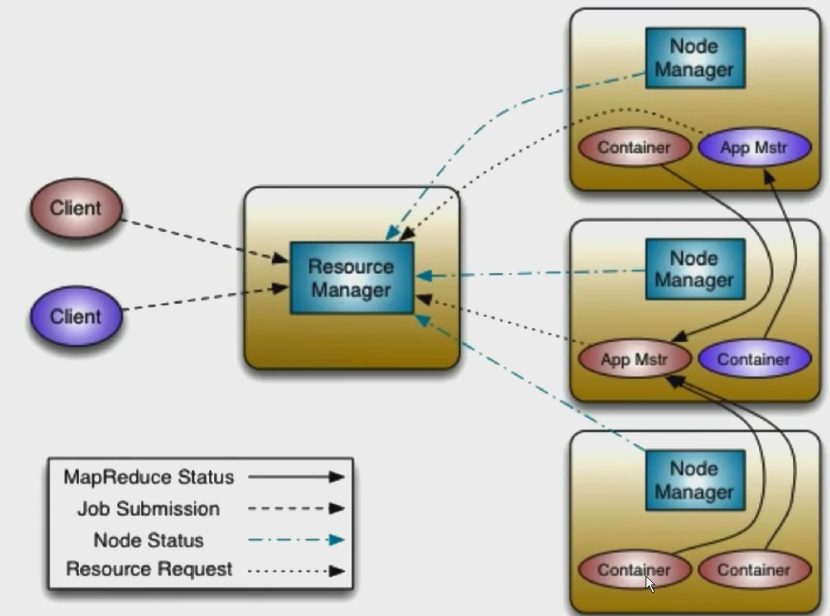 Node
Manager
Container
App Mstr
Client
Resource
Manager
Client
Node
Manager
App Mstr
Container
Node
Manager
Container
Container
MapReduce Status
Job Submission
Node Status
Resource Request